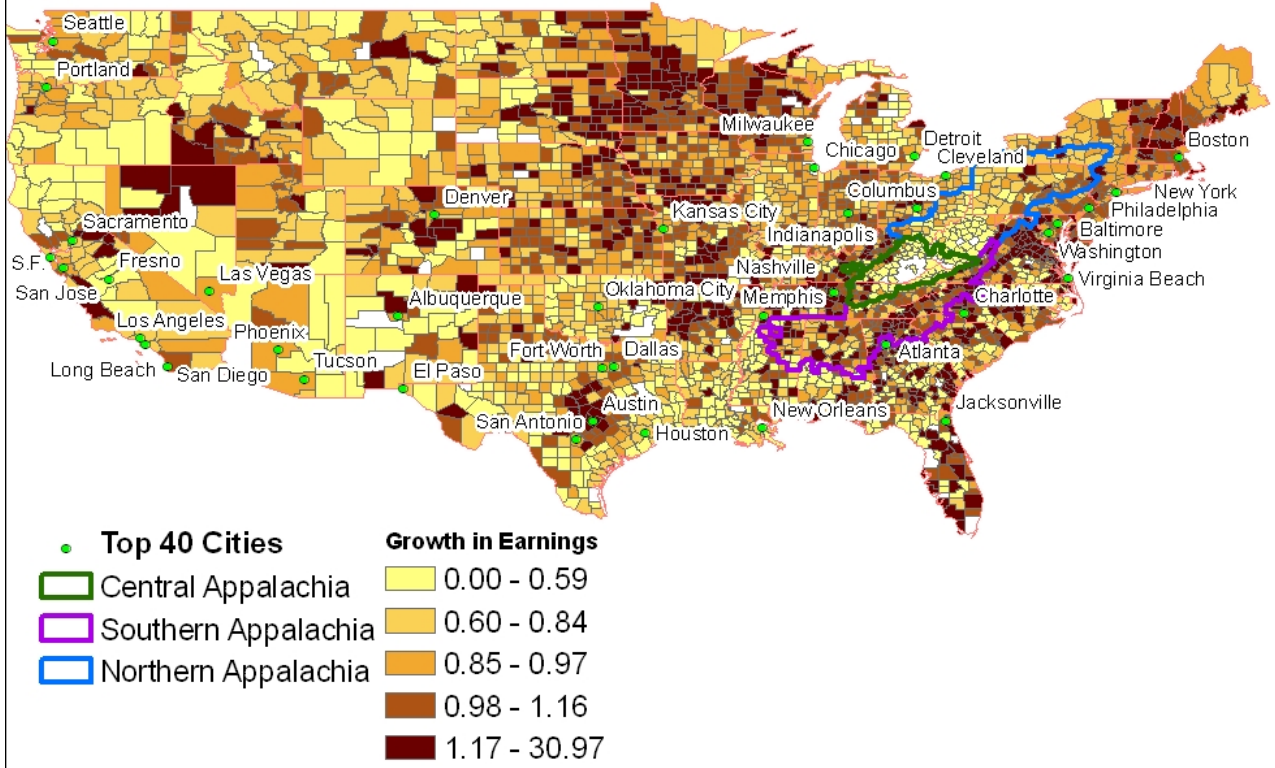 Seattle
Portland
Milwaukee
Detroit
Chicago
Cleveland
Boston
Columbus
New York
Denver
Kansas City
Philadelphia
Sacramento
Indianapolis
Baltimore
Washington
S.F.
Fresno
Las Vegas
Nashville
Virginia Beach
San Jose
Albuquerque
Oklahoma City
Memphis
Charlotte
Los Angeles
Phoenix
Fort Worth
Dallas
Atlanta
Long Beach
San Diego
Tucson
El Paso
Austin
New Orleans
Jacksonville
San Antonio
Houston
Top 40 Cities
Central Appalachia
Southern Appalachia
Northern Appalachia
Growth in Earnings
0.00 - 0.59
0.60 - 0.84
0.85 - 0.97
0.98 - 1.16
1.17 - 30.97